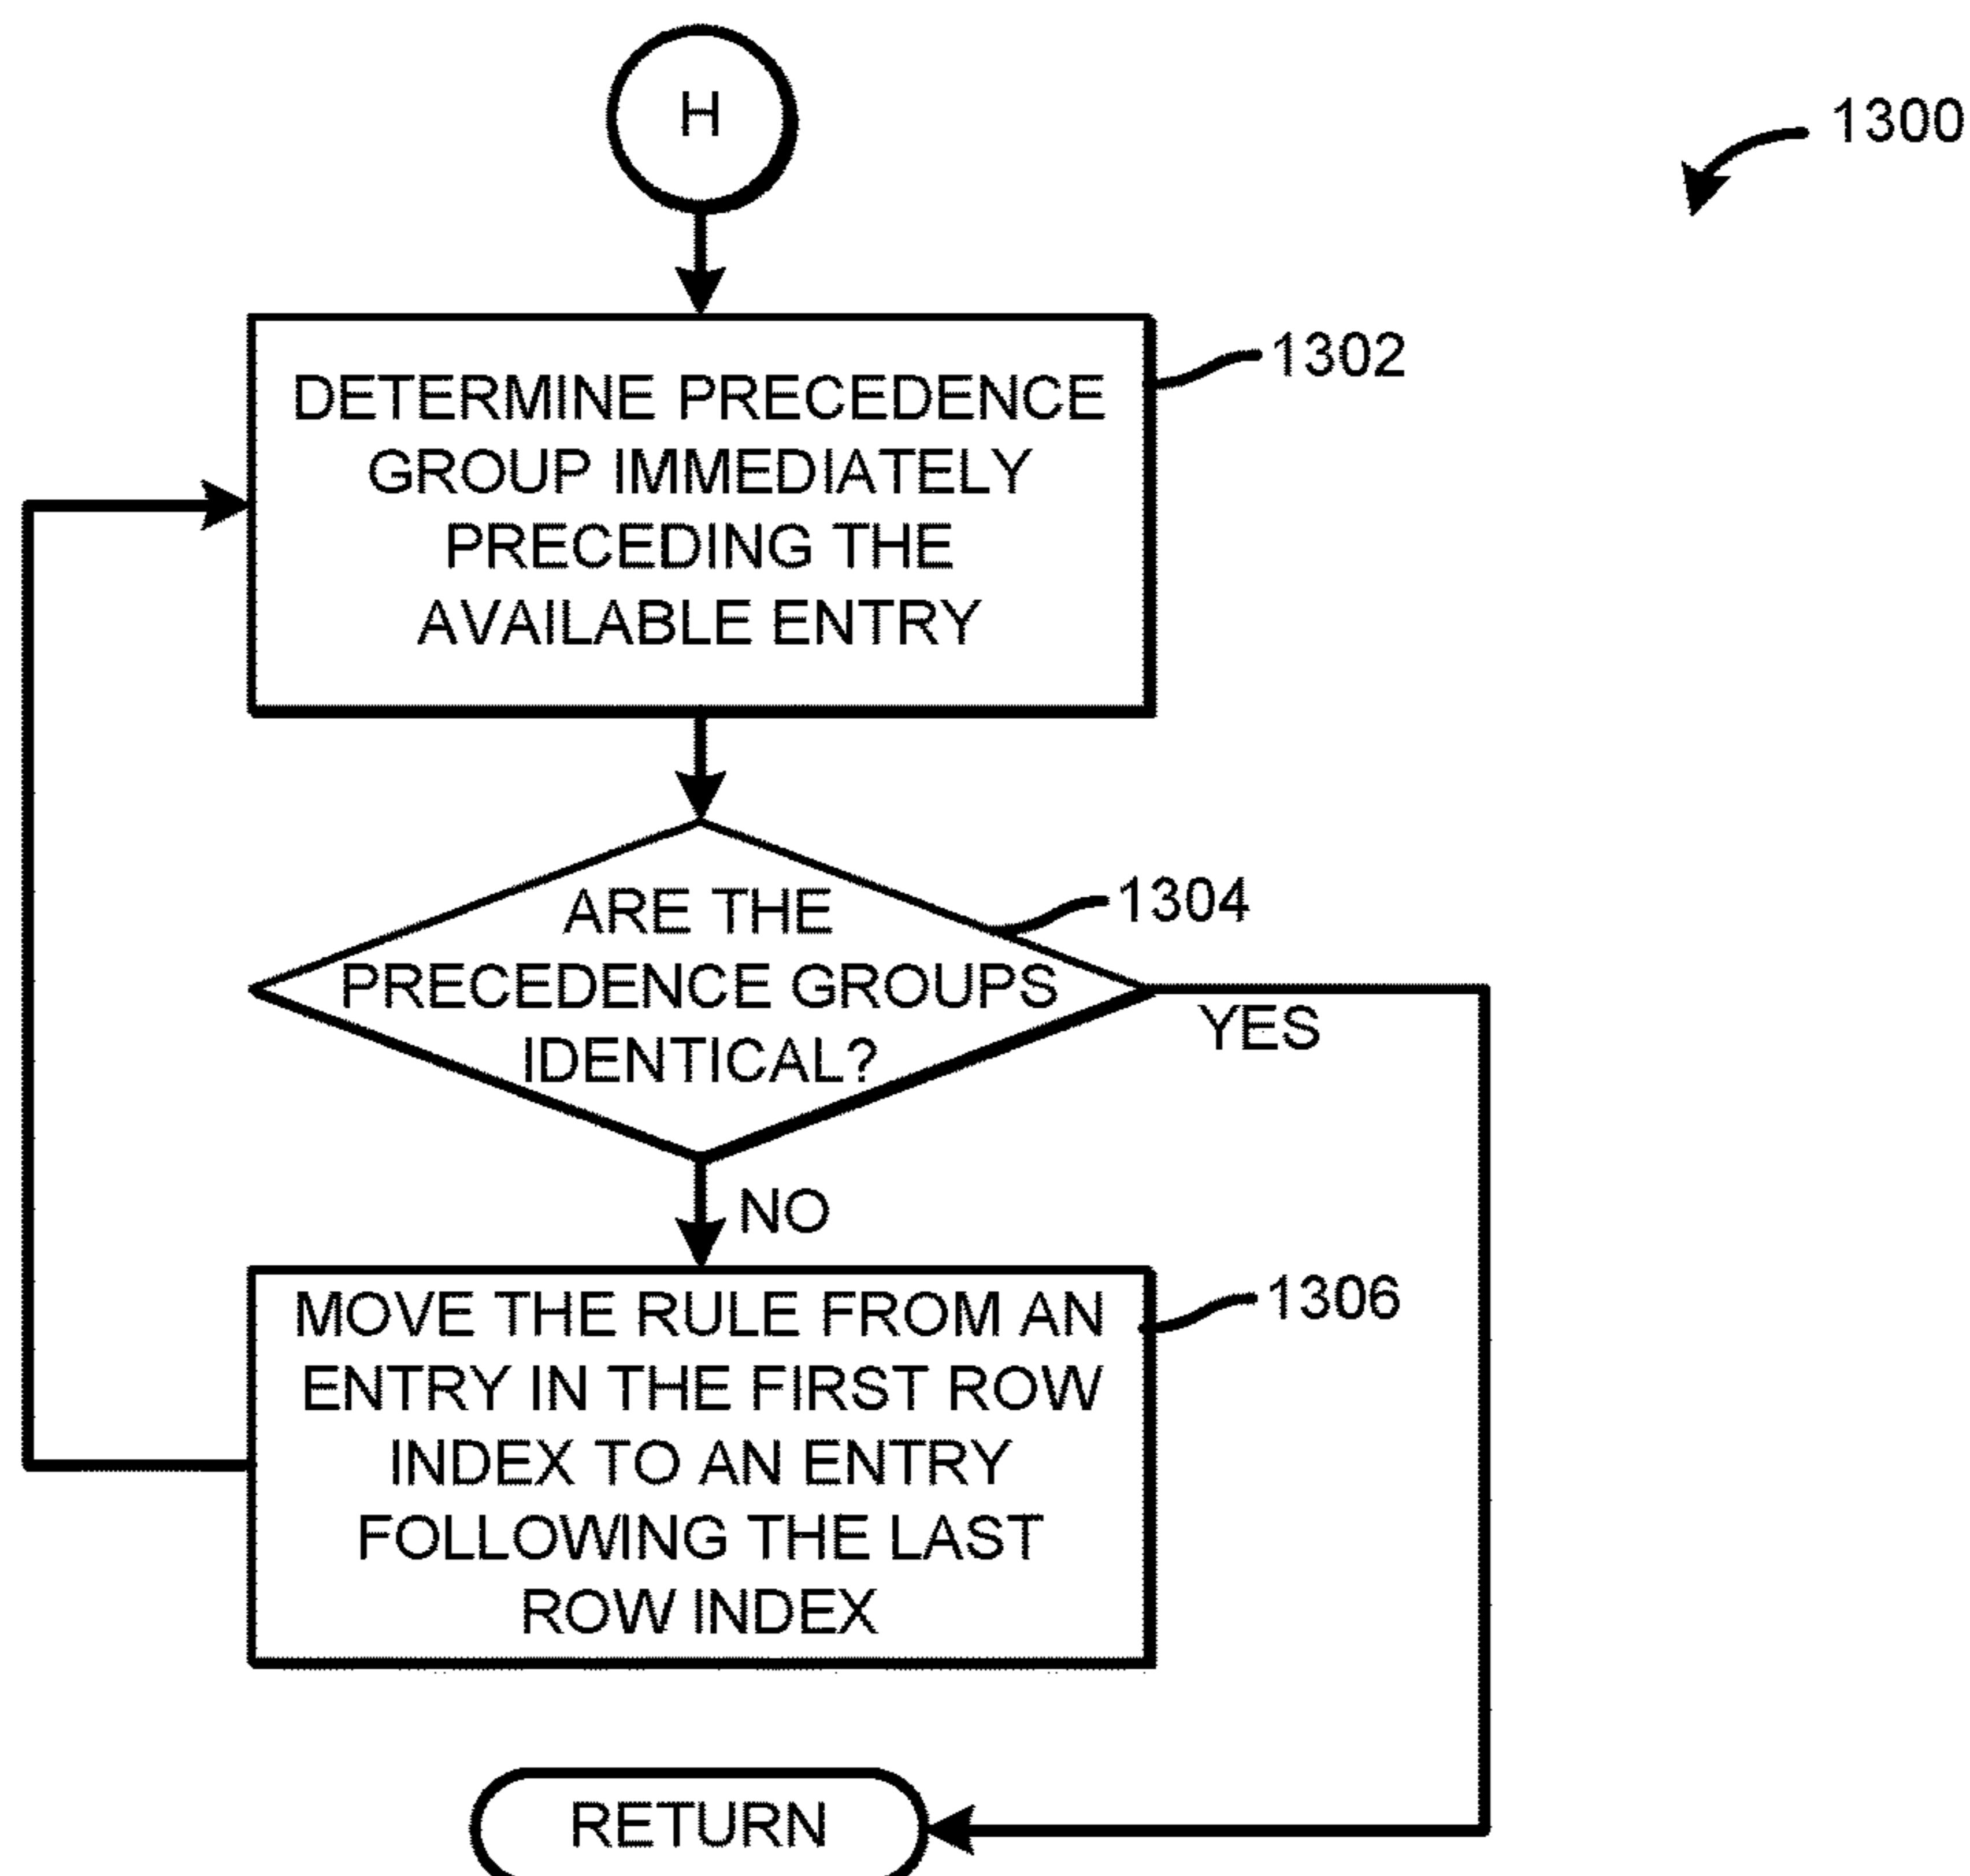 H
1300
DETERMINE PRECEDENCE
GROUP IMMEDIATELY
PRECEDING THE
AVAILABLE ENTRY
1302
ARE THE
PRECEDENCE GROUPS
IDENTICAL?
1304
YES
NO
MOVE THE RULE FROM AN
ENTRY IN THE FIRST ROW
INDEX TO AN ENTRY
FOLLOWING THE LAST
ROW INDEX
1306
RETURN